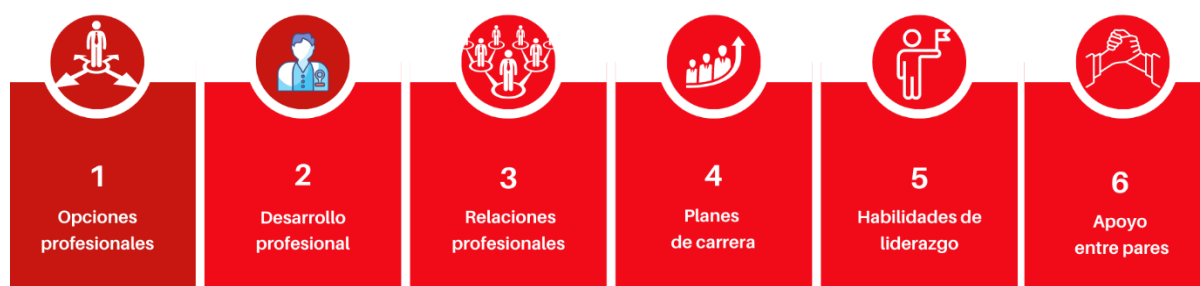 1
Opciones
profesionales
2
Desarrollo
profesional
3
Relaciones
profesionales
4
Planes
de carrera
5
Habilidades de
liderazgo
6
Apoyo
entre pares